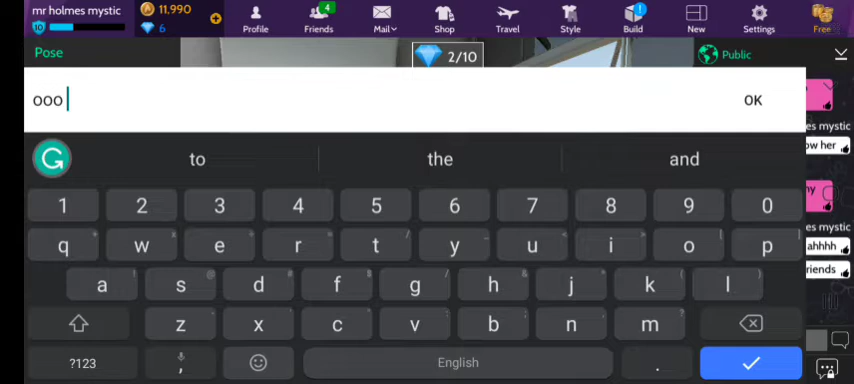 mr holmes mystic
10
11,990
6
Profile
4
Friends
Mail
Shop
Travel
Style
!
Build
New
Settings
Free
Pose
2/10
Public
ooo
OK
es mystic
ow her
to
the
and
1 2 3 4 5 6 7 8 9 0
q w e r t y u i o p
a s d f g h j k l
z x c v b n m
?123
,
English
.
ny
es mystic
ahhhh
riends